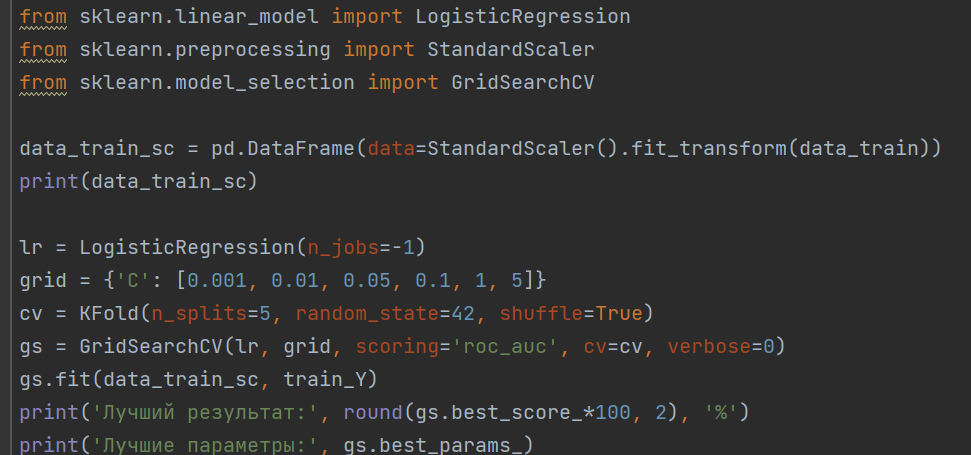 from sklearn.linear_model import LogisticRegression
from sklearn.preprocessing import StandardScaler
from sklearn.model_selection import GridSearchCV
data_train_sc = pd.DataFrame(data=StandardScaler().fit_transform(data_train))
print(data_train_sc)
lr = LogisticRegression(n_jobs=-1)
grid = {'C': [0.001, 0.01, 0.05, 0.1, 1, 5]}
cv = KFold(n_splits=5, random_state=42, shuffle=True)
gs = GridSearchCV(lr, grid, scoring='roc_auc', cv=cv, verbose=0)
gs.fit(data_train_sc, train_Y)
print('Лучший результат:', round(gs.best_score_*100, 2), '%')
print('Лучшие параметры:', gs.best_params_)